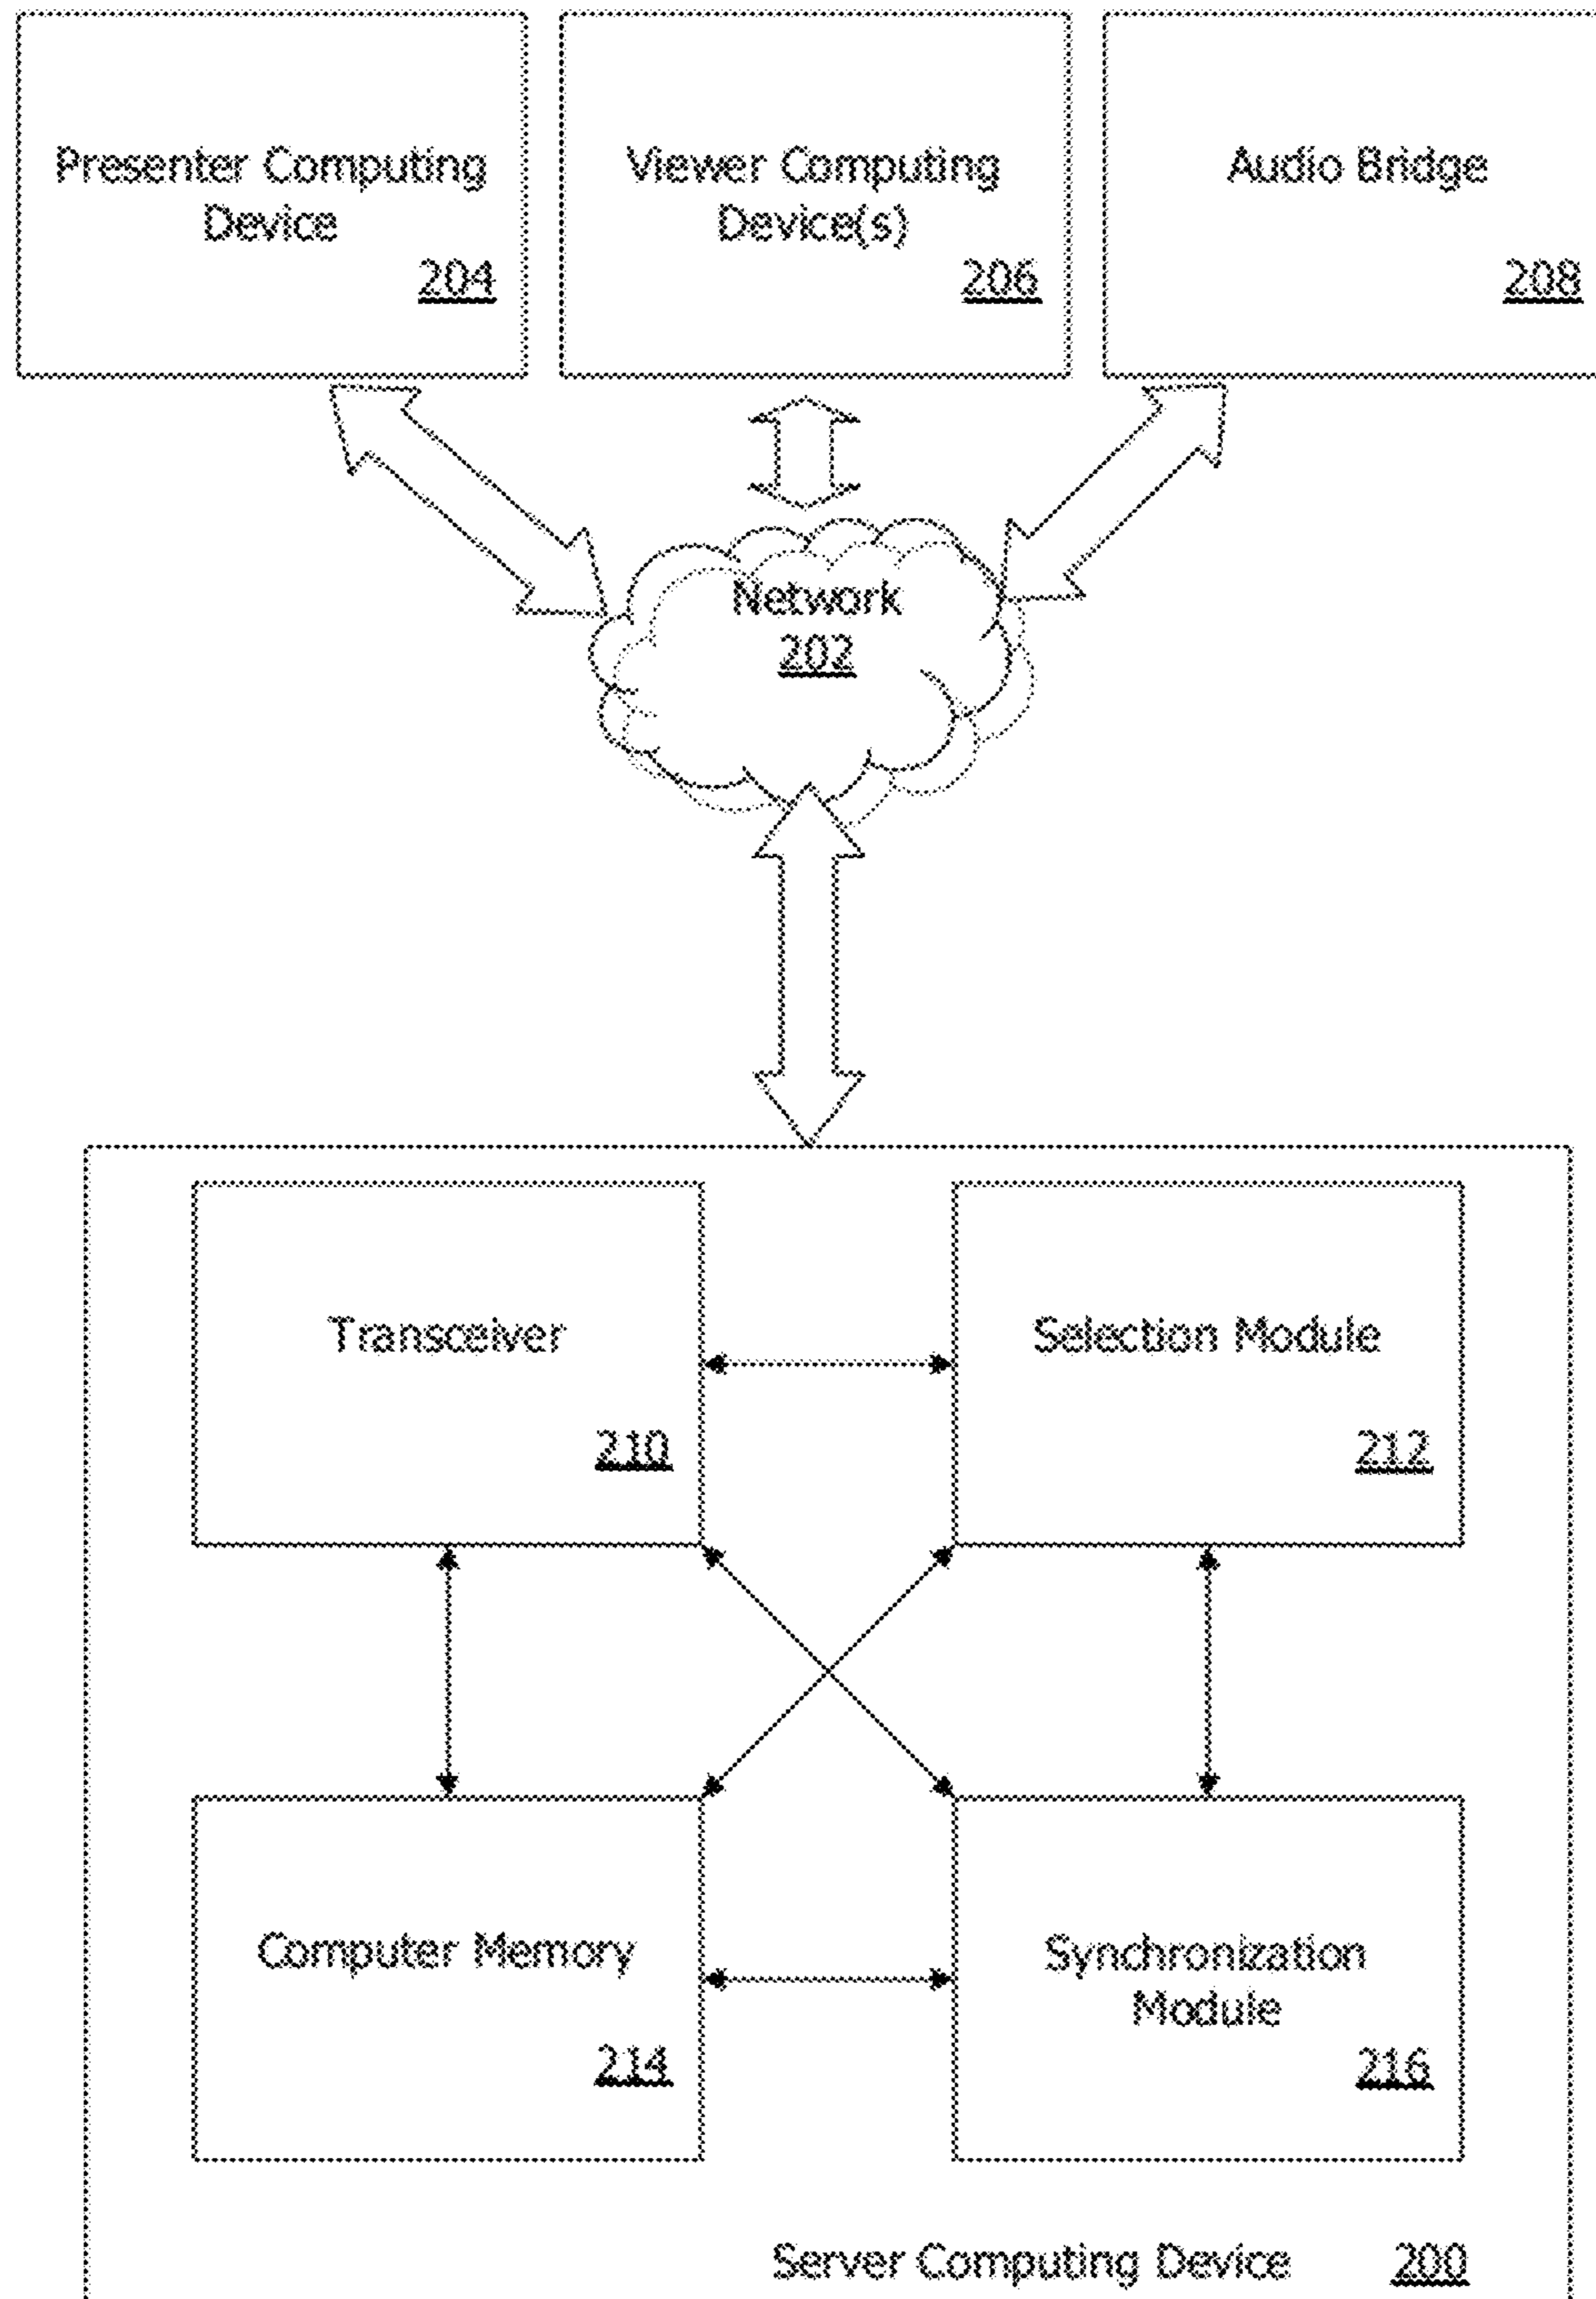 Presenter Computing
Device
204
Viewer Computing
Device(s)
206
Audio Bridge
208
Network
202
Transceiver
210
Selection Module
212
Computer Memory
214
Synchronization
Module
216
Server Computing Device 200